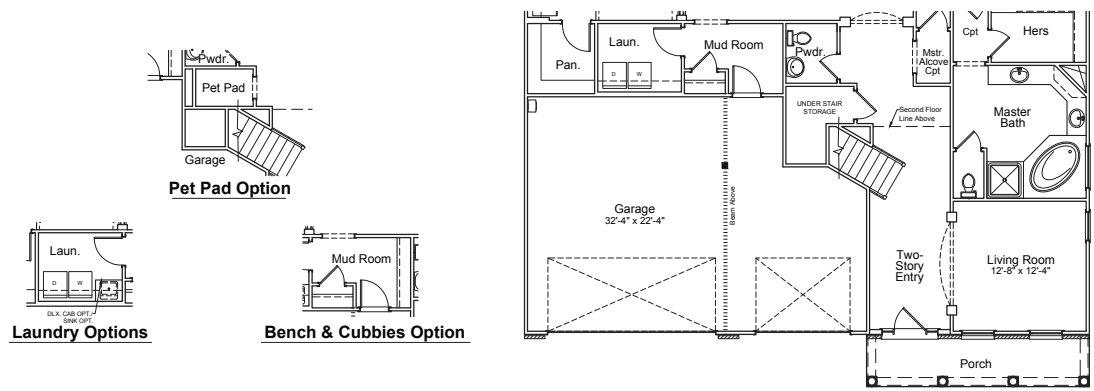 Pwdr.
Pet Pad
Garage
Pet Pad Option
Laun.
D W
DLX. CAB OPT./
SINK OPT.
Laundry Options
Mud Room
Bench & Cubbies Option
Pan.
Laun.
D W
Mud Room
Pwdr.
Mstr.
Alcove
Cpt
Cpt
Hers
UNDER STAIR
STORAGE
Second Floor
Line Above
Master
Bath
Beam Above
Garage
32'-4" x 22'-4"
Two-
Story
Entry
Living Room
12'-8" x 12'-4"
Porch